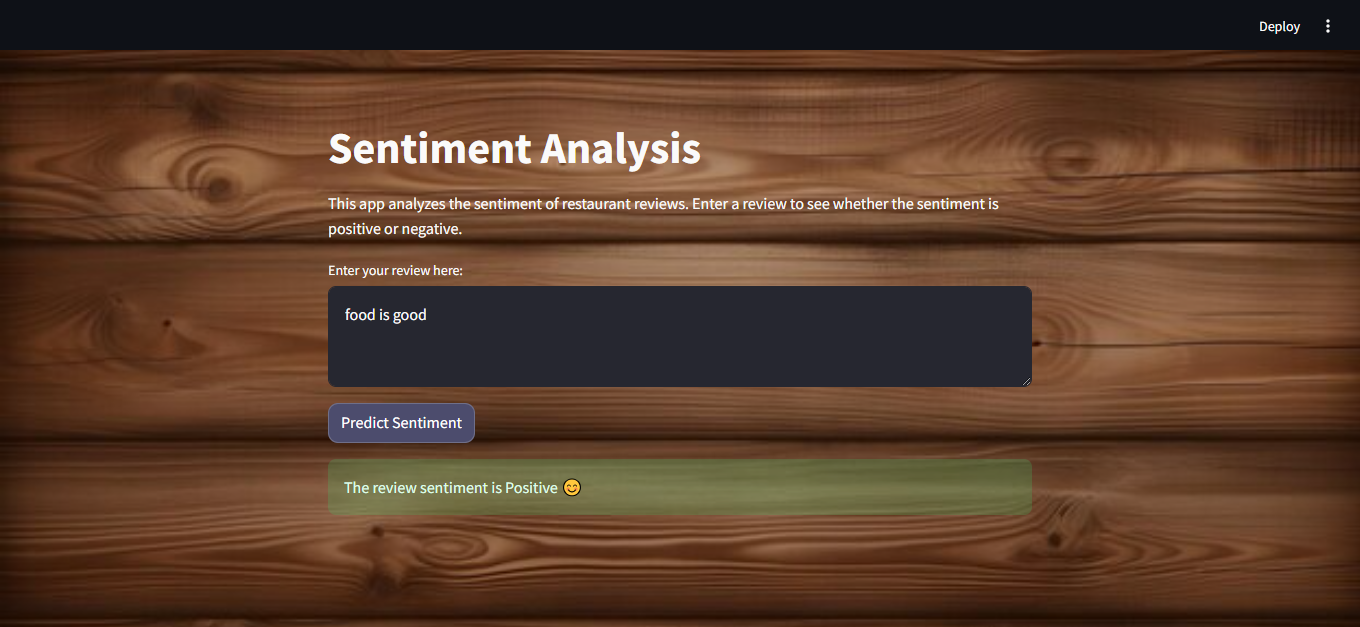 Deploy
Sentiment Analysis
This app analyzes the sentiment of restaurant reviews. Enter a review to see whether the sentiment is
positive or negative.
Enter your review here:
food is good
Predict Sentiment
The review sentiment is Positive 😊